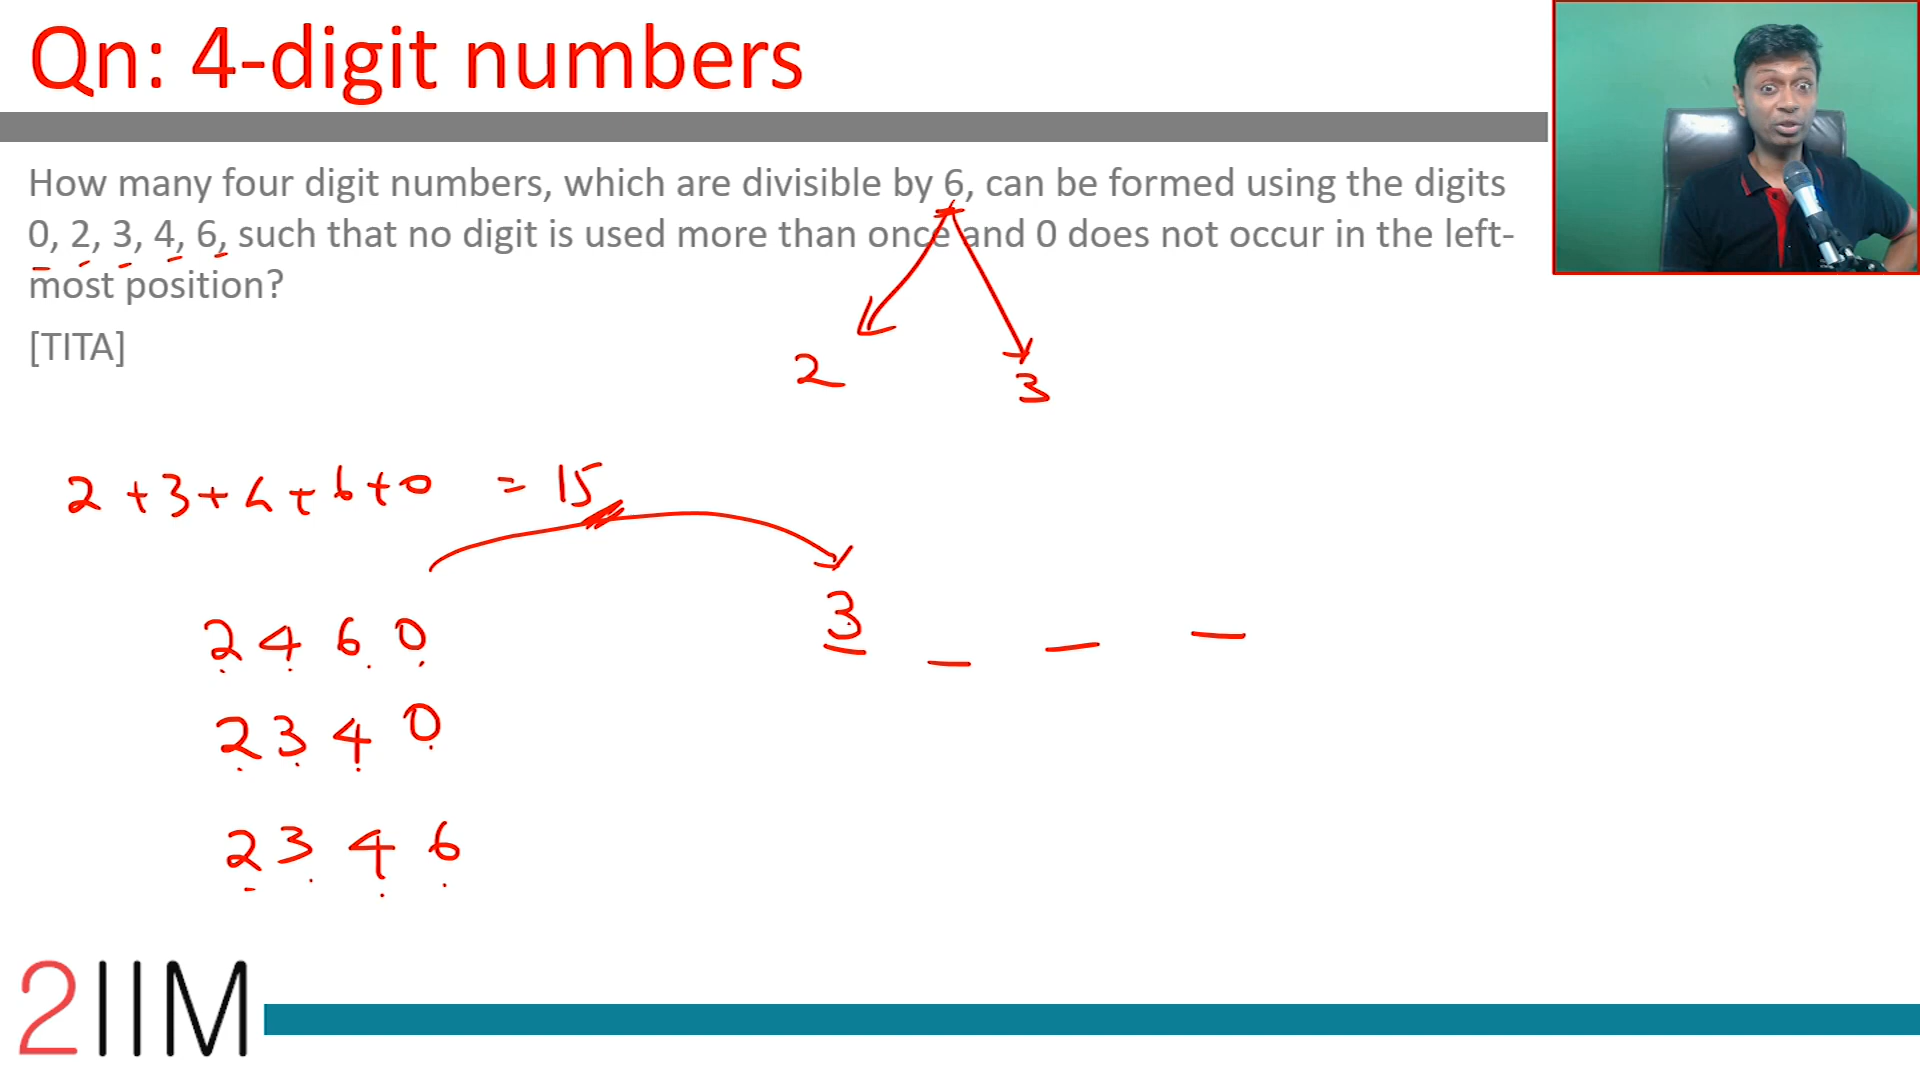 Qn: 4-digit numbers
How many four digit numbers, which are divisible by 6, can be formed using the digits
0, 2, 3, 4, 6, such that no digit is used more than once and 0 does not occur in the left-
most position?
[TITA]
2 3
2 + 3 + 4 + 6 + 0 = 15
2 4 6 0
3 _ _ _
2 3 4 0
2 3 4 6
2IIM